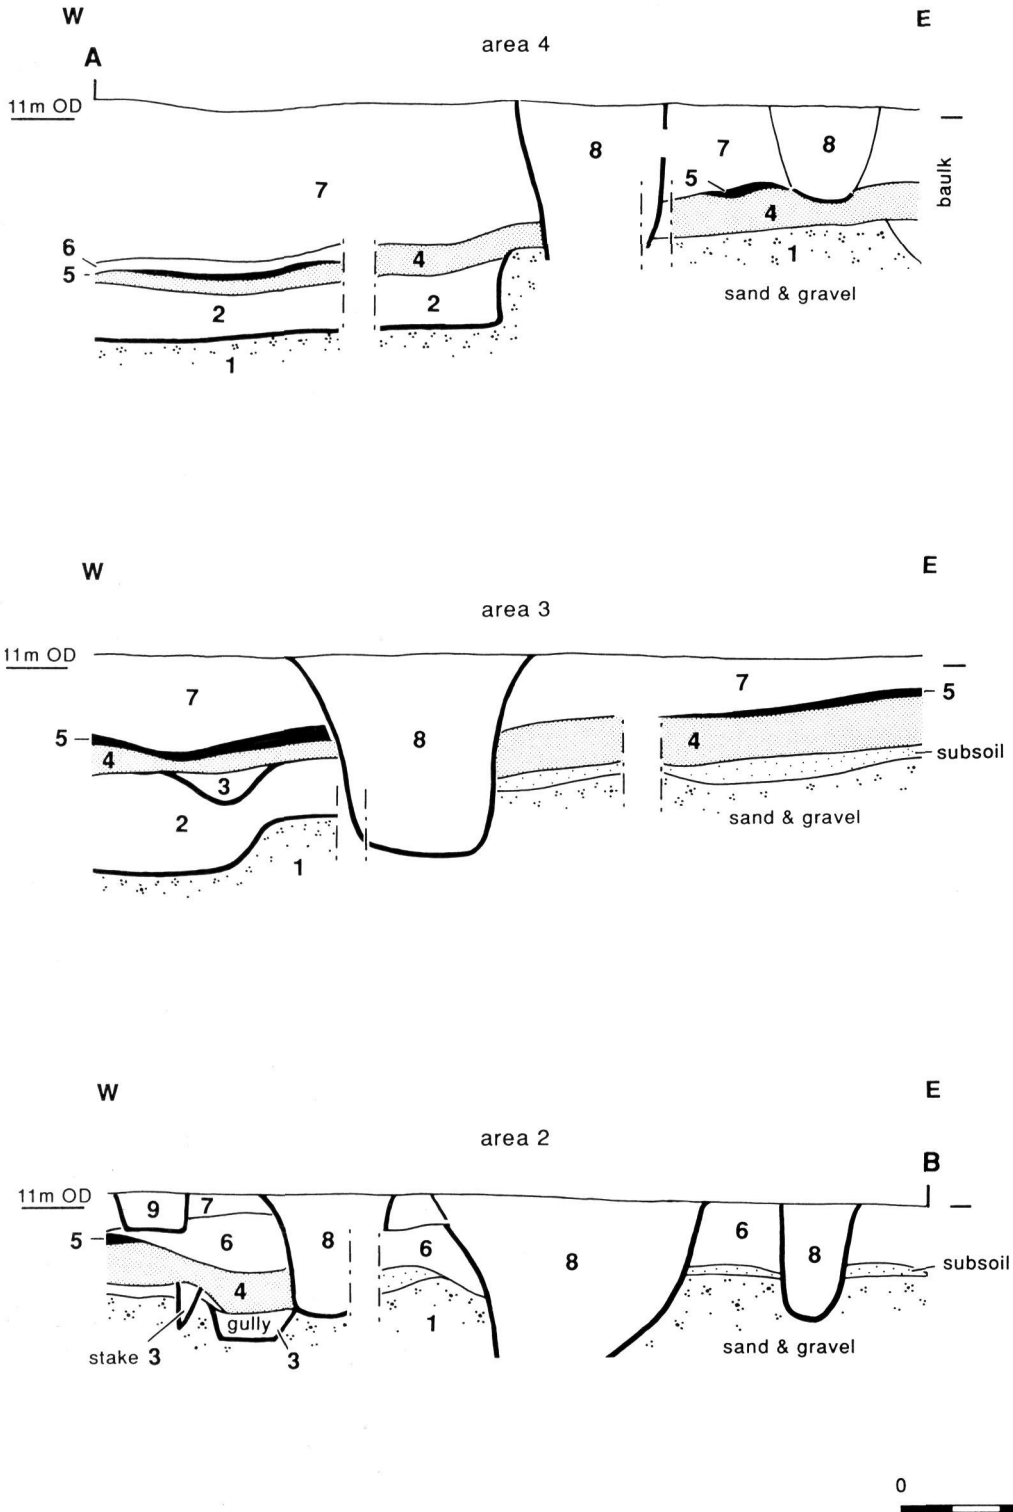 W E
A area 4
11m OD
8 7 8
7 5
baulk
4
6 4 1
5
2 2 sand & gravel
1
W E
area 3
11m OD
7 7 5
5 8 4
4 subsoil
3
2 sand & gravel
1
W E
area 2
B
11m OD
9 7
5 6 8 6 6 8
8 subsoil
4
gully 1
stake 3 3 sand & gravel
0